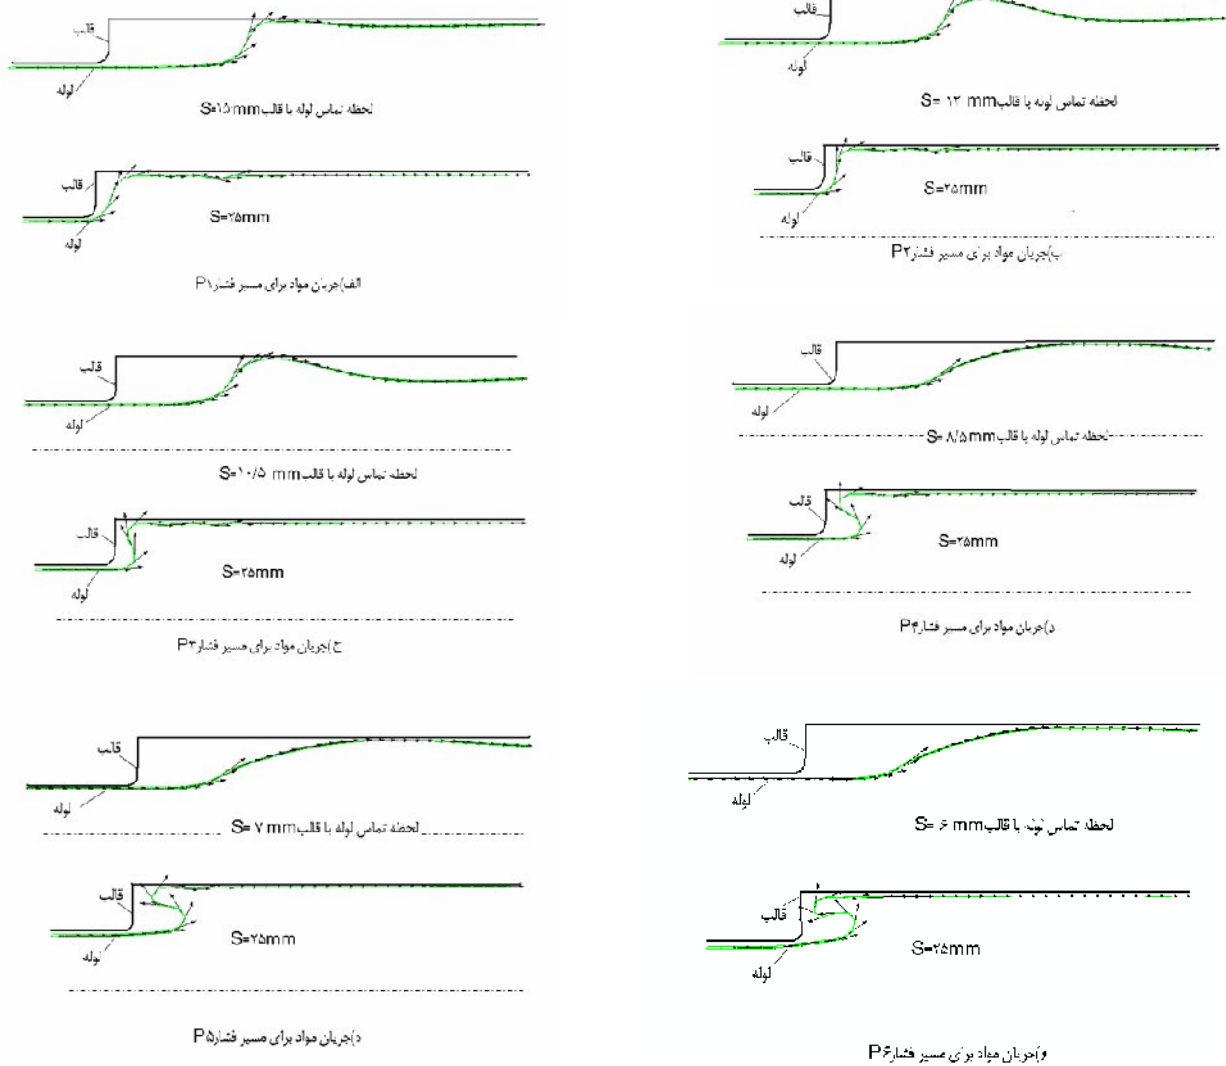 قالب
لوله
لحظه تماس لوله با قالب S=۱۵ mm
قالب
لوله
S=۲۵mm
الف)جریان مواد برای مسیر فشار P۱
قالب
لوله
لحظه تماس لوله با قالب S= ۱۳ mm
قالب
لوله
S=۲۵mm
ب)جریان مواد برای مسیر فشار P۲
قالب
لوله
لحظه تماس لوله با قالب S=۱۰/۵ mm
قالب
لوله
S=۲۵mm
ج)جریان مواد برای مسیر فشار P۳
قالب
لوله
لحظه تماس لوله با قالب S= ۸/۵ mm
قالب
لوله
S=۲۵mm
د)جریان مواد برای مسیر فشار P۴
قالب
لوله
لحظه تماس لوله با قالب S= ۷ mm
قالب
لوله
S=۲۵mm
ه)جریان مواد برای مسیر فشار P۵
قالب
لوله
لحظه تماس لوله با قالب S= ۶ mm
قالب
لوله
S=۲۵mm
و)جریان مواد برای مسیر فشار P۶